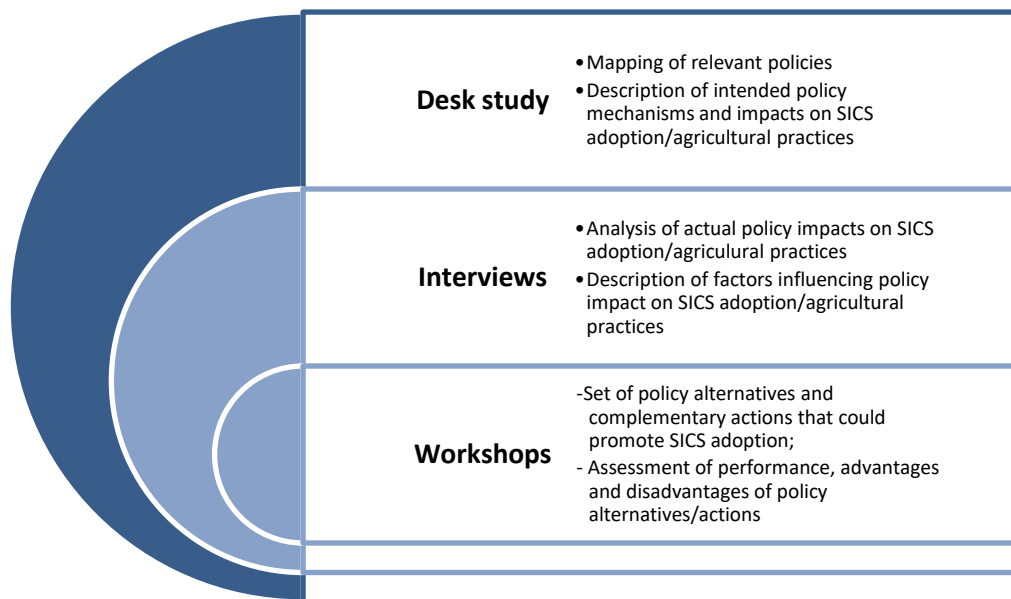 Desk study
•Mapping of relevant policies
•Description of intended policy
mechanisms and impacts on SICS
adoption/agricultural practices
Interviews
•Analysis of actual policy impacts on SICS
adoption/agriculural practices
•Description of factors influencing policy
impact on SICS adoption/agricultural
practices
Workshops
-Set of policy alternatives and
complementary actions that could
promote SICS adoption;
- Assessment of performance, advantages
and disadvantages of policy
alternatives/actions